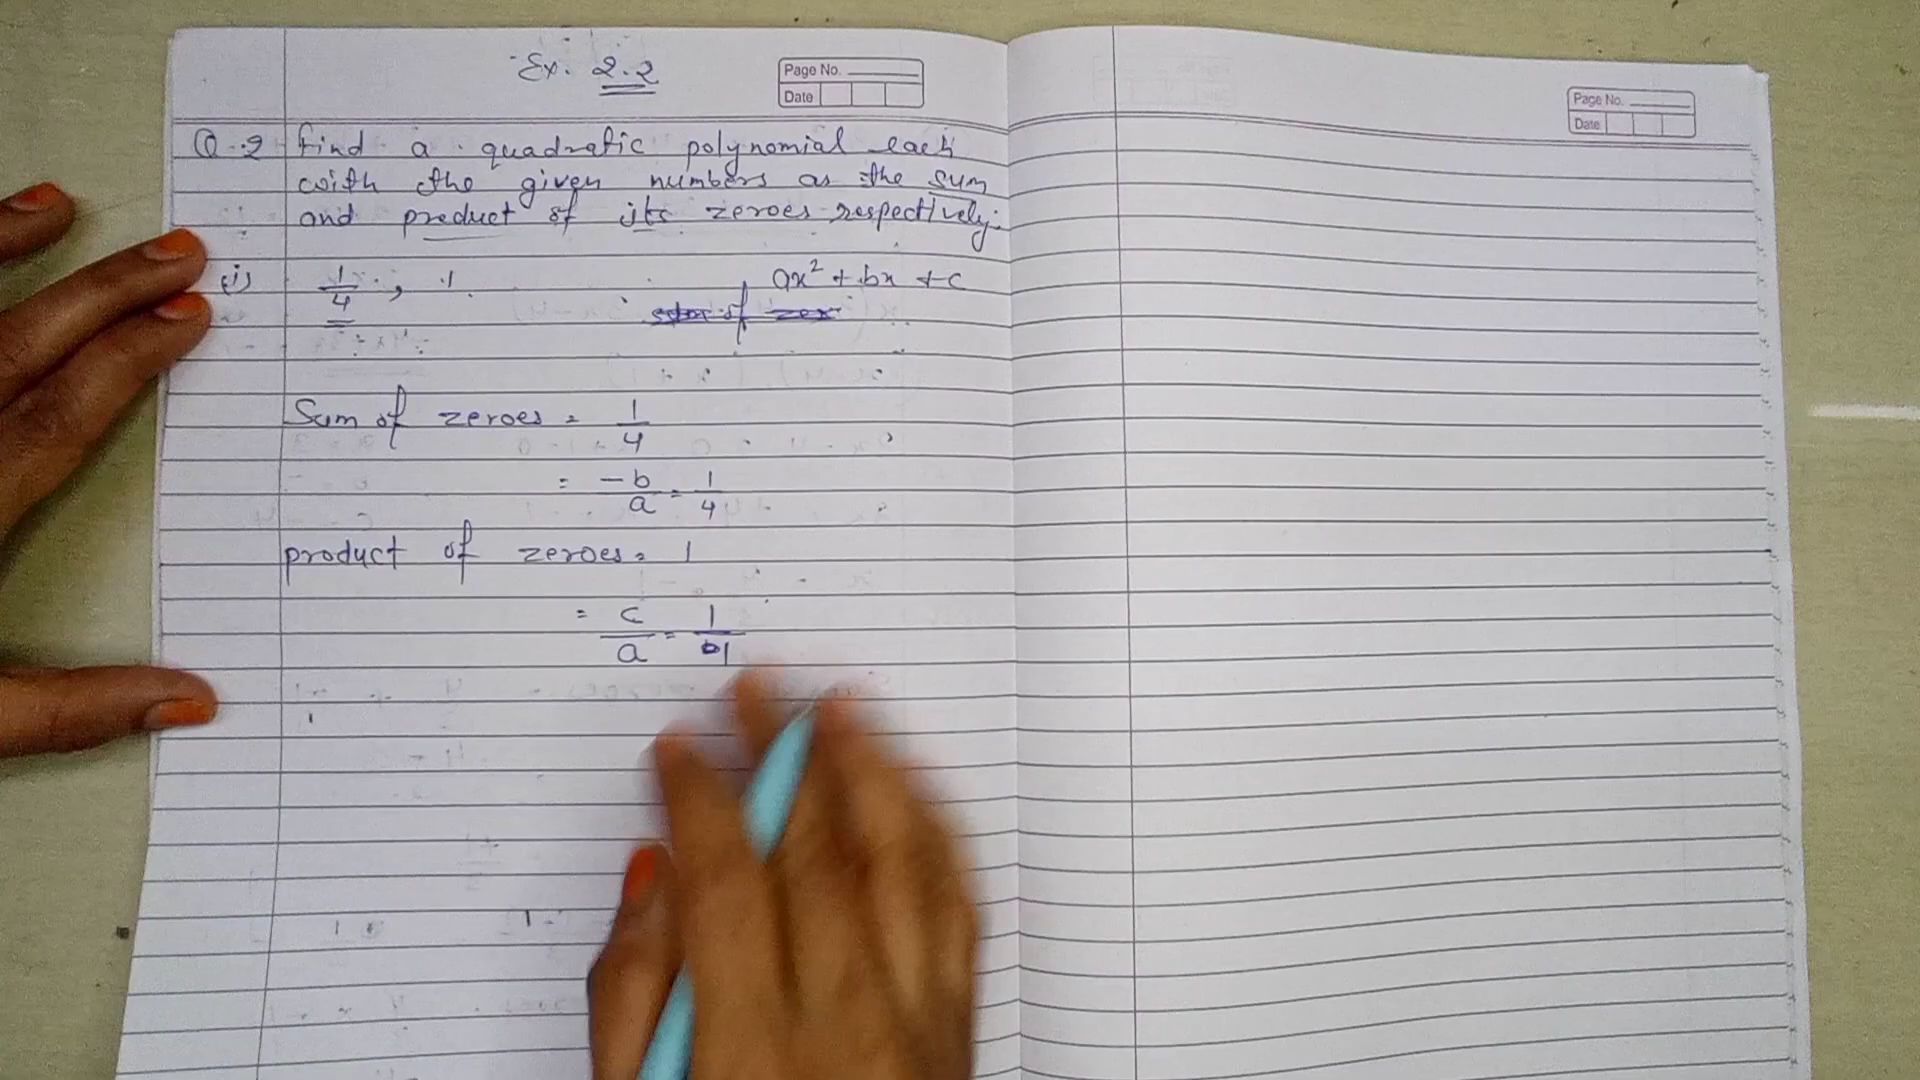 Ex. 2.2
Page No.
Date
Page No.
Date
Q.2 find a quadratic polynomial each
with the given numbers as the sum
and product of its zeroes respectively:
(i) 1/4, 1
ax² + bx + c
Sum of zeroes = 1/4
= -b/a = 1/4
product of zeroes = 1
= c/a = 1/1